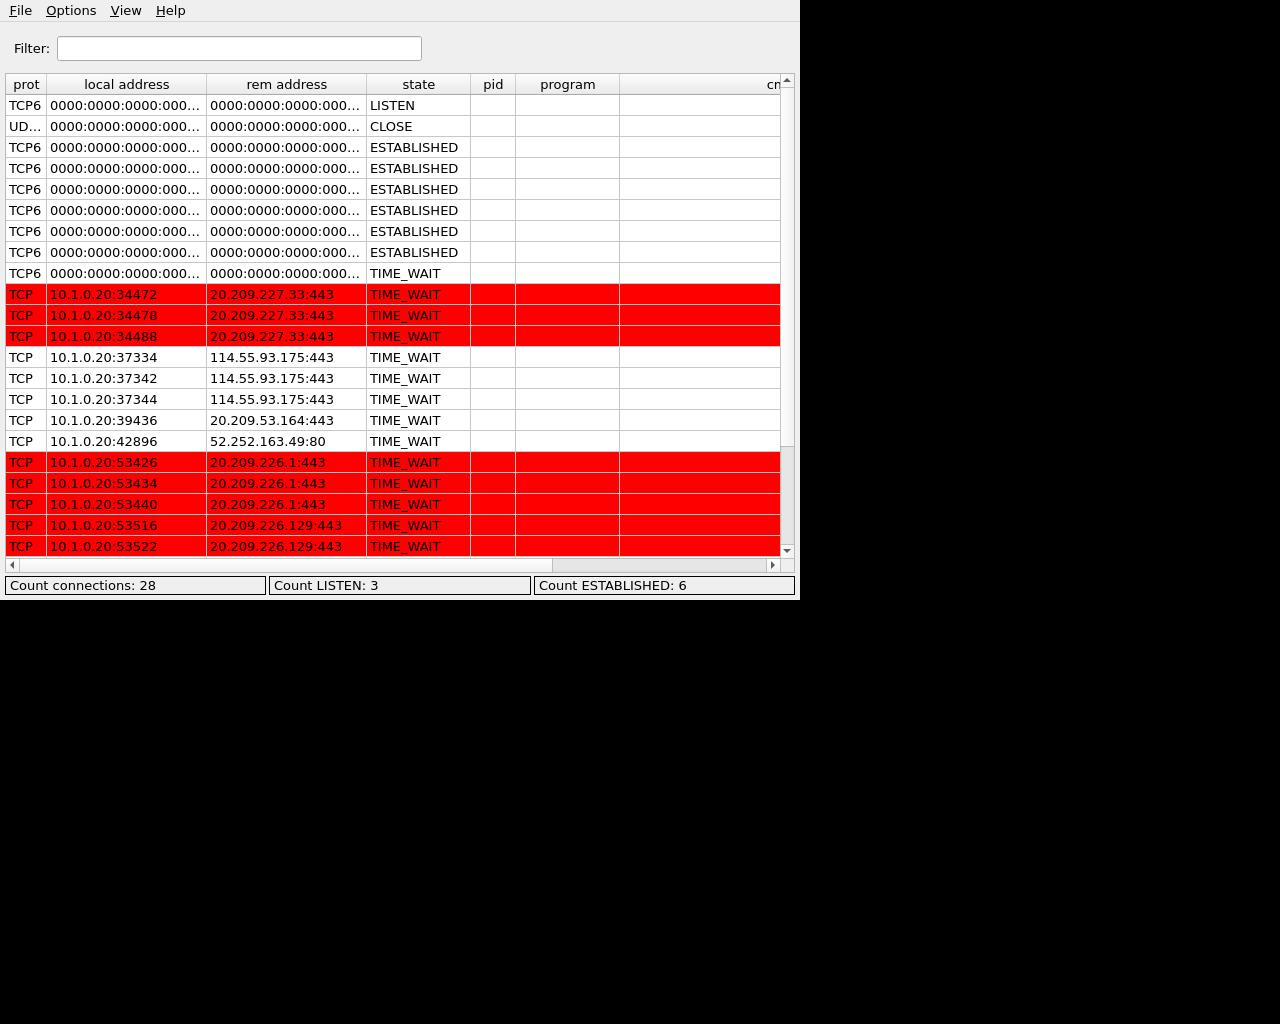 File Options View Help
Filter:
prot local address rem address state pid program
TCP6 0000:0000:0000:000... 0000:0000:0000:000... LISTEN
UD... 0000:0000:0000:000... 0000:0000:0000:000... CLOSE
TCP6 0000:0000:0000:000... 0000:0000:0000:000... ESTABLISHED
TCP6 0000:0000:0000:000... 0000:0000:0000:000... ESTABLISHED
TCP6 0000:0000:0000:000... 0000:0000:0000:000... ESTABLISHED
TCP6 0000:0000:0000:000... 0000:0000:0000:000... ESTABLISHED
TCP6 0000:0000:0000:000... 0000:0000:0000:000... ESTABLISHED
TCP6 0000:0000:0000:000... 0000:0000:0000:000... ESTABLISHED
TCP6 0000:0000:0000:000... 0000:0000:0000:000... TIME_WAIT
TCP 10.1.0.20:34472 20.209.227.33:443 TIME_WAIT
TCP 10.1.0.20:34478 20.209.227.33:443 TIME_WAIT
TCP 10.1.0.20:34488 20.209.227.33:443 TIME_WAIT
TCP 10.1.0.20:37334 114.55.93.175:443 TIME_WAIT
TCP 10.1.0.20:37342 114.55.93.175:443 TIME_WAIT
TCP 10.1.0.20:37344 114.55.93.175:443 TIME_WAIT
TCP 10.1.0.20:39436 20.209.53.164:443 TIME_WAIT
TCP 10.1.0.20:42896 52.252.163.49:80 TIME_WAIT
TCP 10.1.0.20:53426 20.209.226.1:443 TIME_WAIT
TCP 10.1.0.20:53434 20.209.226.1:443 TIME_WAIT
TCP 10.1.0.20:53440 20.209.226.1:443 TIME_WAIT
TCP 10.1.0.20:53516 20.209.226.129:443 TIME_WAIT
TCP 10.1.0.20:53522 20.209.226.129:443 TIME_WAIT
Count connections: 28 Count LISTEN: 3 Count ESTABLISHED: 6